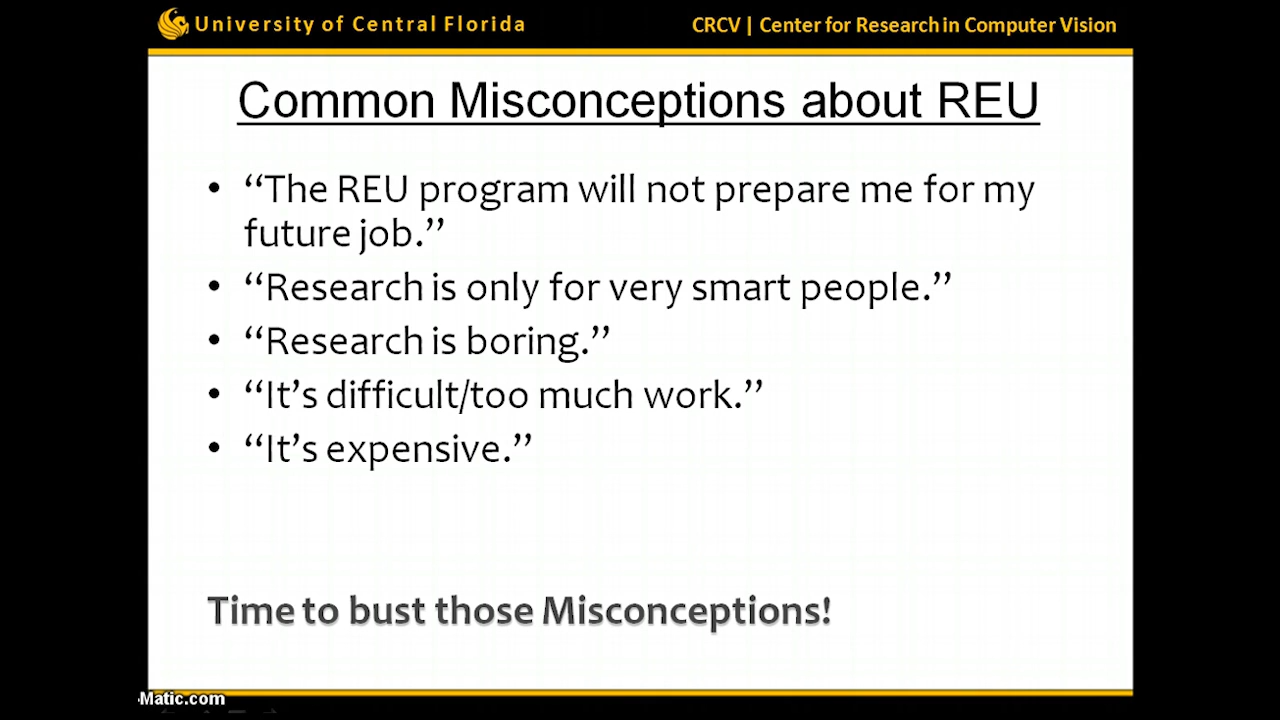 University of Central Florida
CRCV | Center for Research in Computer Vision
Common Misconceptions about REU
• “The REU program will not prepare me for my
future job.”
• “Research is only for very smart people.”
• “Research is boring.”
• “It’s difficult/too much work.”
• “It’s expensive.”
Time to bust those Misconceptions!
-Matic.com